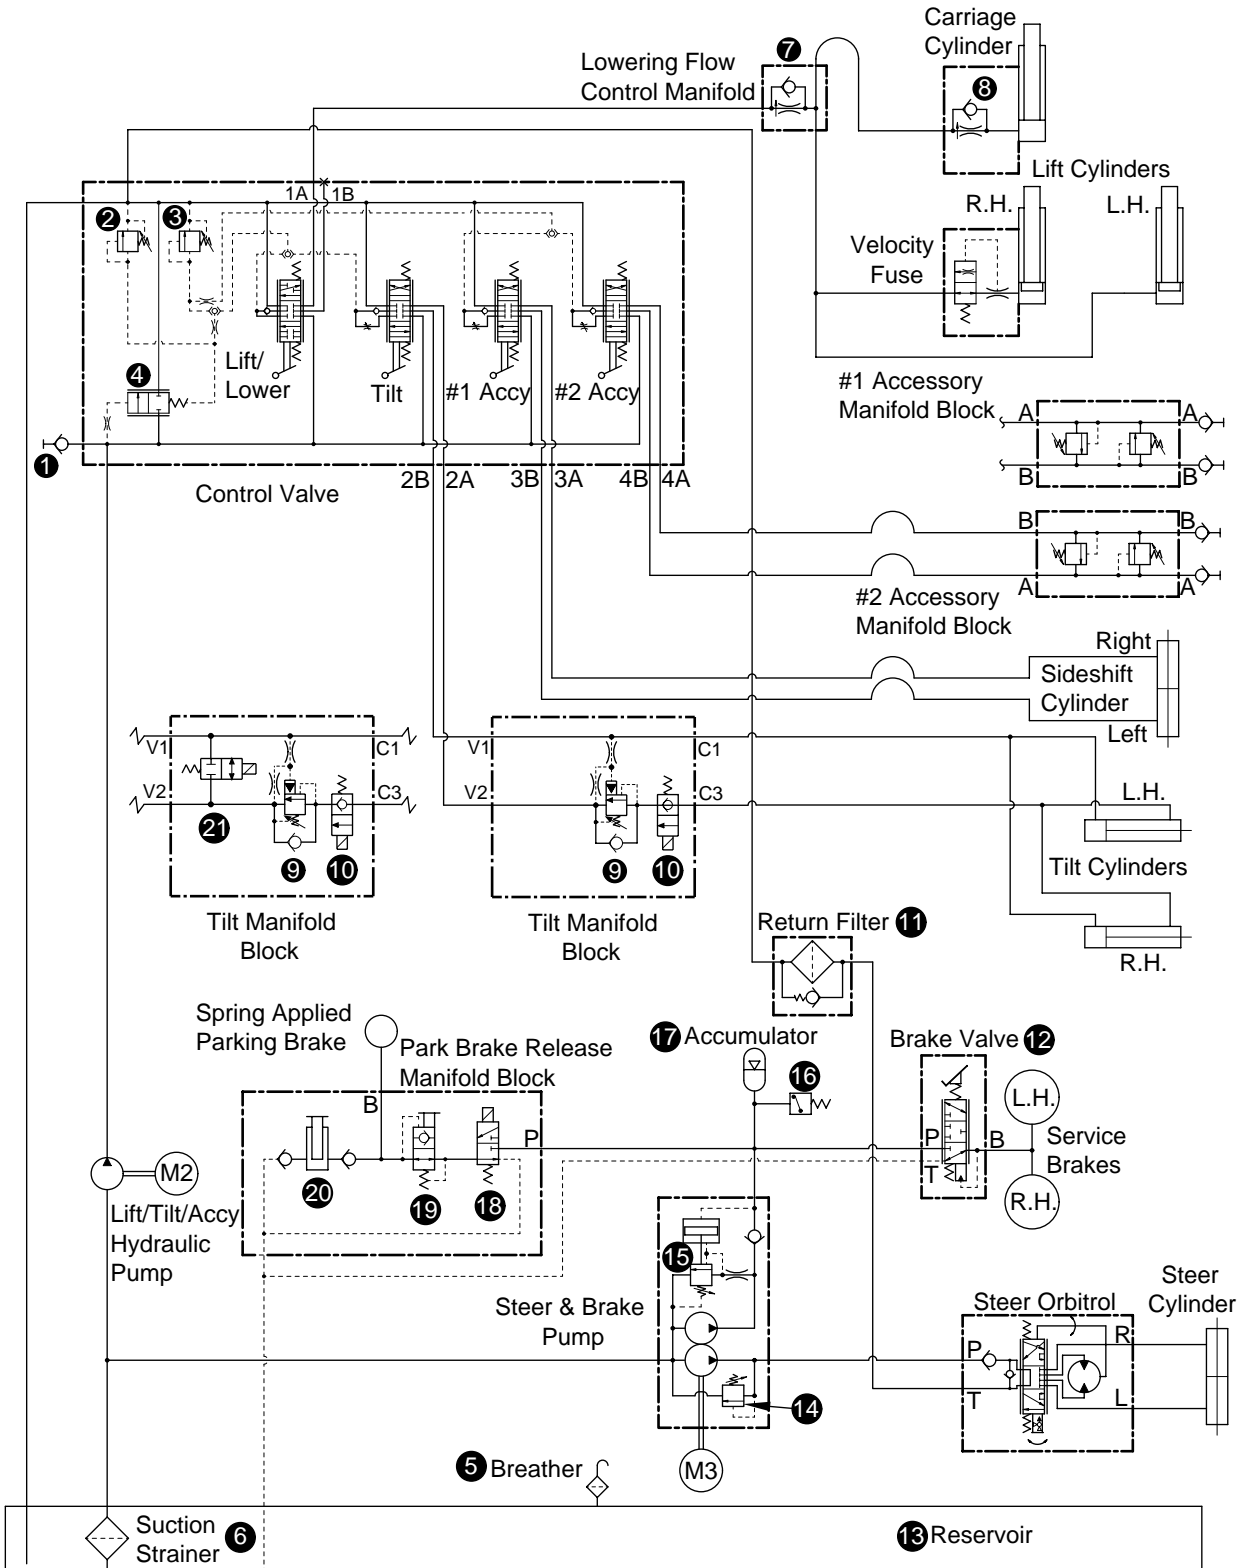 Carriage
Cylinder
7
Lowering Flow
Control Manifold
8
Lift Cylinders
1A
1B
R.H.
L.H.
2
3
Velocity
Fuse
4
Lift/
Lower
Tilt
#1 Accy
#2 Accy
#1 Accessory
Manifold Block
A
A
1
B
B
Control Valve
2B
2A
3B
3A
4B
4A
B
B
A
A
#2 Accessory
Manifold Block
Right
Sideshift
Cylinder
Left
V1
C1
V1
C1
V2
C3
V2
C3
L.H.
21
9
10
9
10
Tilt Cylinders
Tilt Manifold
Block
Tilt Manifold
Block
Return Filter 11
R.H.
Spring Applied
Parking Brake
17 Accumulator
Brake Valve 12
Park Brake Release
Manifold Block
16
L.H.
B
P
P
B
Service
Brakes
T
M2
20
19
18
R.H.
Lift/Tilt/Accy
Hydraulic
Pump
15
Steer
Cylinder
Steer & Brake
Pump
Steer Orbitrol
R
P
T
L
14
5 Breather
M3
Suction
Strainer
6
13 Reservoir